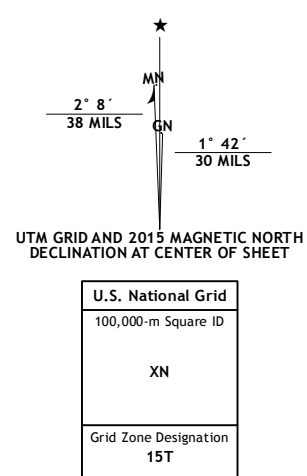 MN
2° 8´
38 MILS
GN
1° 42´
30 MILS
UTM GRID AND 2015 MAGNETIC NORTH
DECLINATION AT CENTER OF SHEET
U.S. National Grid
100,000-m Square ID
XN
Grid Zone Designation
15T